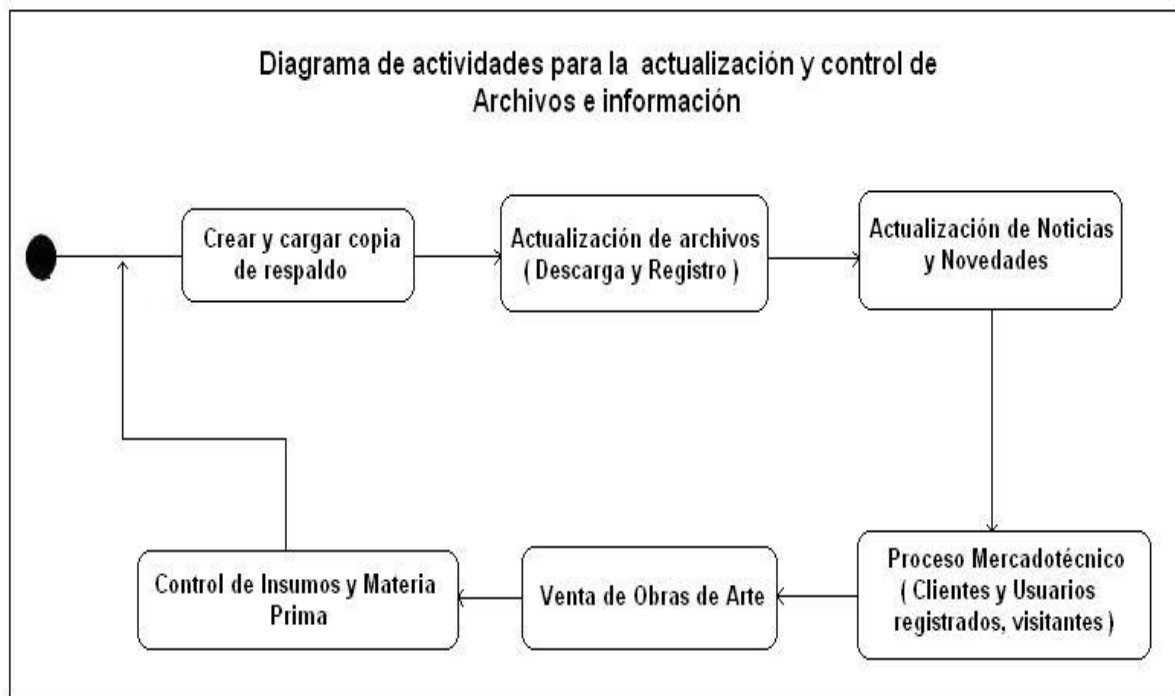 Diagrama de actividades para la actualización y control de
Archivos e información
Crear y cargar copia
de respaldo
Actualización de archivos
( Descarga y Registro )
Actualización de Noticias
y Novedades
Proceso Mercadotécnico
( Clientes y Usuarios
registrados, visitantes )
Venta de Obras de Arte
Control de Insumos y Materia
Prima